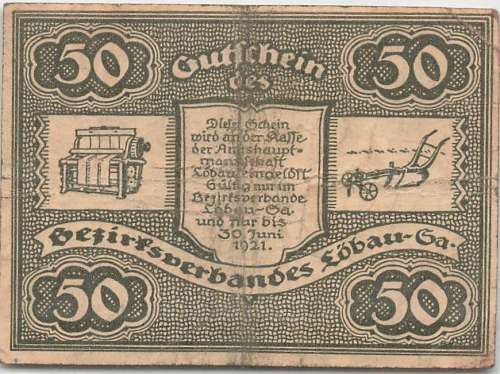 50 Gutschein 50
des
Dieser Schein
wird an der Kasse
der Amtshaupt-
mannschaft
Löbau eingelöst
Gültig nur im
Bezirksverbande
Löbau-Sa.
und nur bis
30 Juni
1921.
Bezirksverbandes Löbau-Sa.
50 50